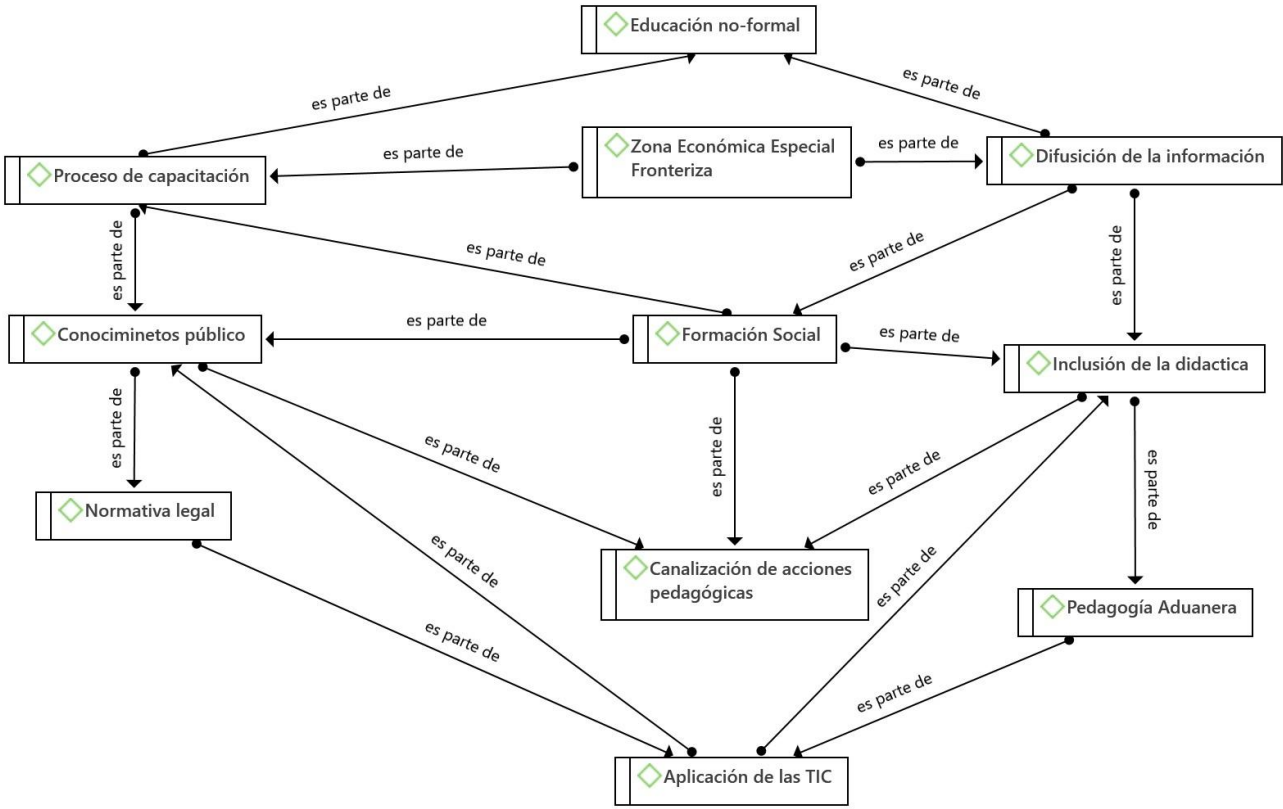 Educación no-formal
es parte de
es parte de
Zona Económica Especial
Fronteriza
es parte de
es parte de
Difusición de la información
Proceso de capacitación
es parte de
es parte de
es parte de
es parte de
Conociminetos público
es parte de
Formación Social
es parte de
Inclusión de la didactica
es parte de
es parte de
es parte de
es parte de
es parte de
Normativa legal
es parte de
es parte de
Canalización de acciones
pedagógicas
Pedagogía Aduanera
es parte de
es parte de
Aplicación de las TIC